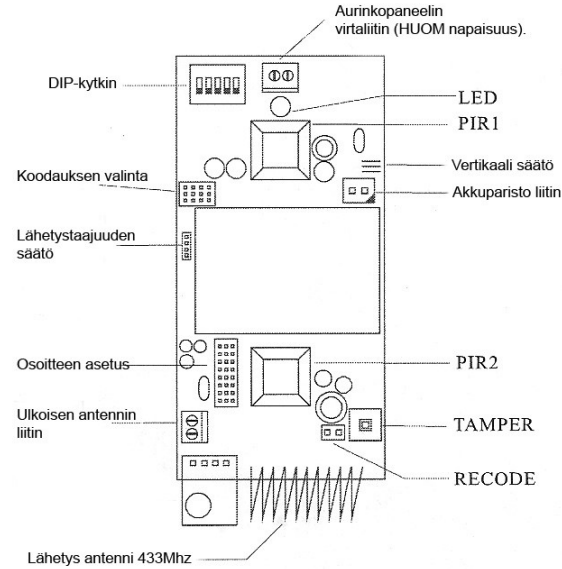 Aurinkopaneelin
virtaliitin (HUOM napaisuus).
DIP-kytkin
LED
PIR1
Vertikaali säätö
Koodauksen valinta
Akkuparisto liitin
Lähetystaajuuden
säätö
Osoitteen asetus
PIR2
Ulkoisen antennin
liitin
TAMPER
RECODE
Lähetys antenni 433Mhz